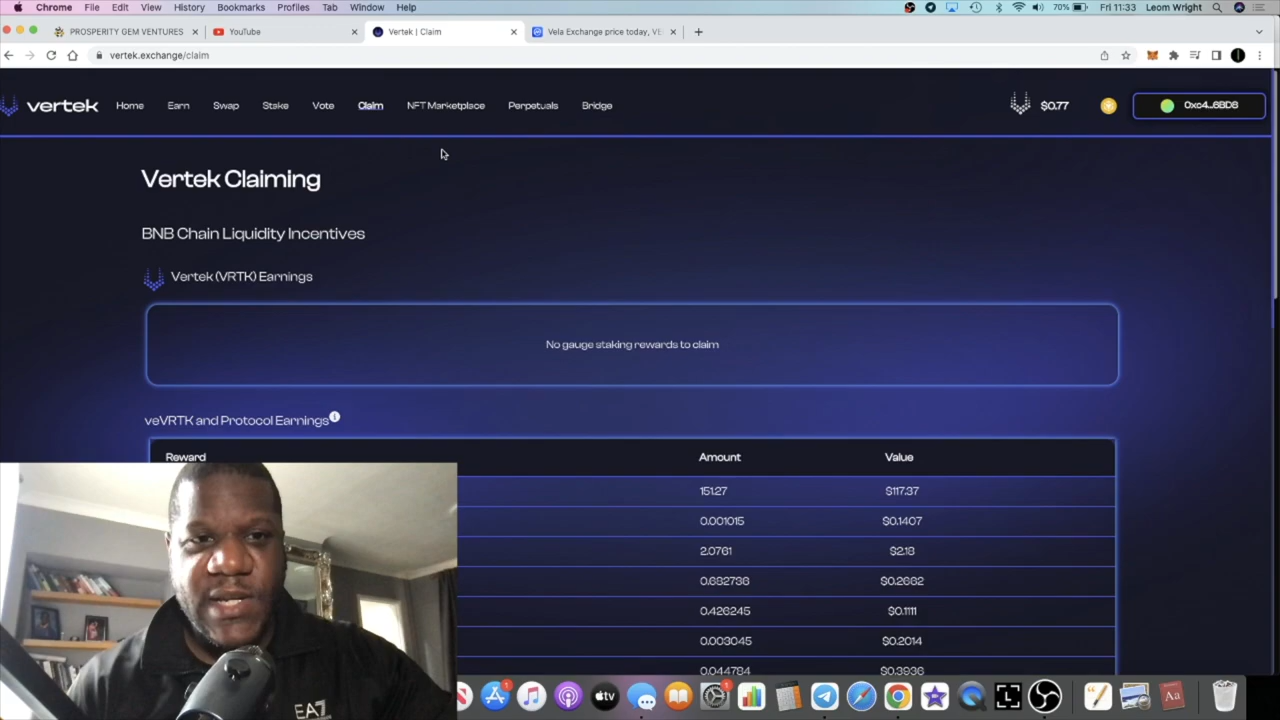 Chrome File Edit View History Bookmarks Profiles Tab Window Help 70% Fri 11:33 Leom Wright
PROSPERITY GEM VENTURES YouTube Vertek | Claim Vela Exchange price today, VE
vertek.exchange/claim
vertek Home Earn Swap Stake Vote Claim NFT Marketplace Perpetuals Bridge $0.77 0xc4...6BD8
Vertek Claiming
BNB Chain Liquidity Incentives
Vertek (VRTK) Earnings
No gauge staking rewards to claim
veVRTK and Protocol Earnings
Reward Amount Value
151.27 $117.37
0.001015 $0.1407
2.0761 $2.18
0.682736 $0.2682
0.426245 $0.1111
0.003045 $0.2014
0.044784 $0.3936
EA7
tv
Aa